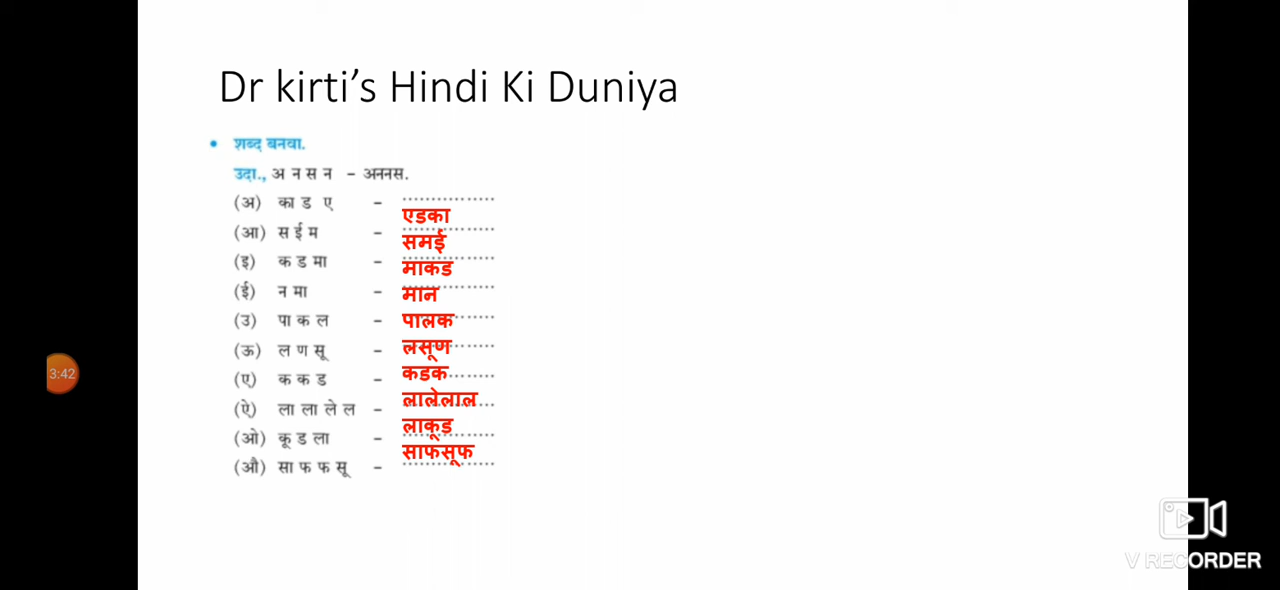 Dr kirti’s Hindi Ki Duniya
• शब्द बनवा.
उदा., अ न स न – अननस.
(अ) का ड ए – ................ एडका
(आ) स ई म – ................ समई
(इ) क ड मा – ................ माकड
(ई) न मा – ................ मान
(उ) पा क ल – ................ पालक
(ऊ) ल ण सू – ................ लसूण
(ए) क क ड – ................ कडक
(ऐ) ला ला ले ल – ................ लालेलाल
(ओ) कू ड ला – ................ लाकूड
(औ) सा फ फ सू – ................ साफसूफ
3:42
V RECORDER